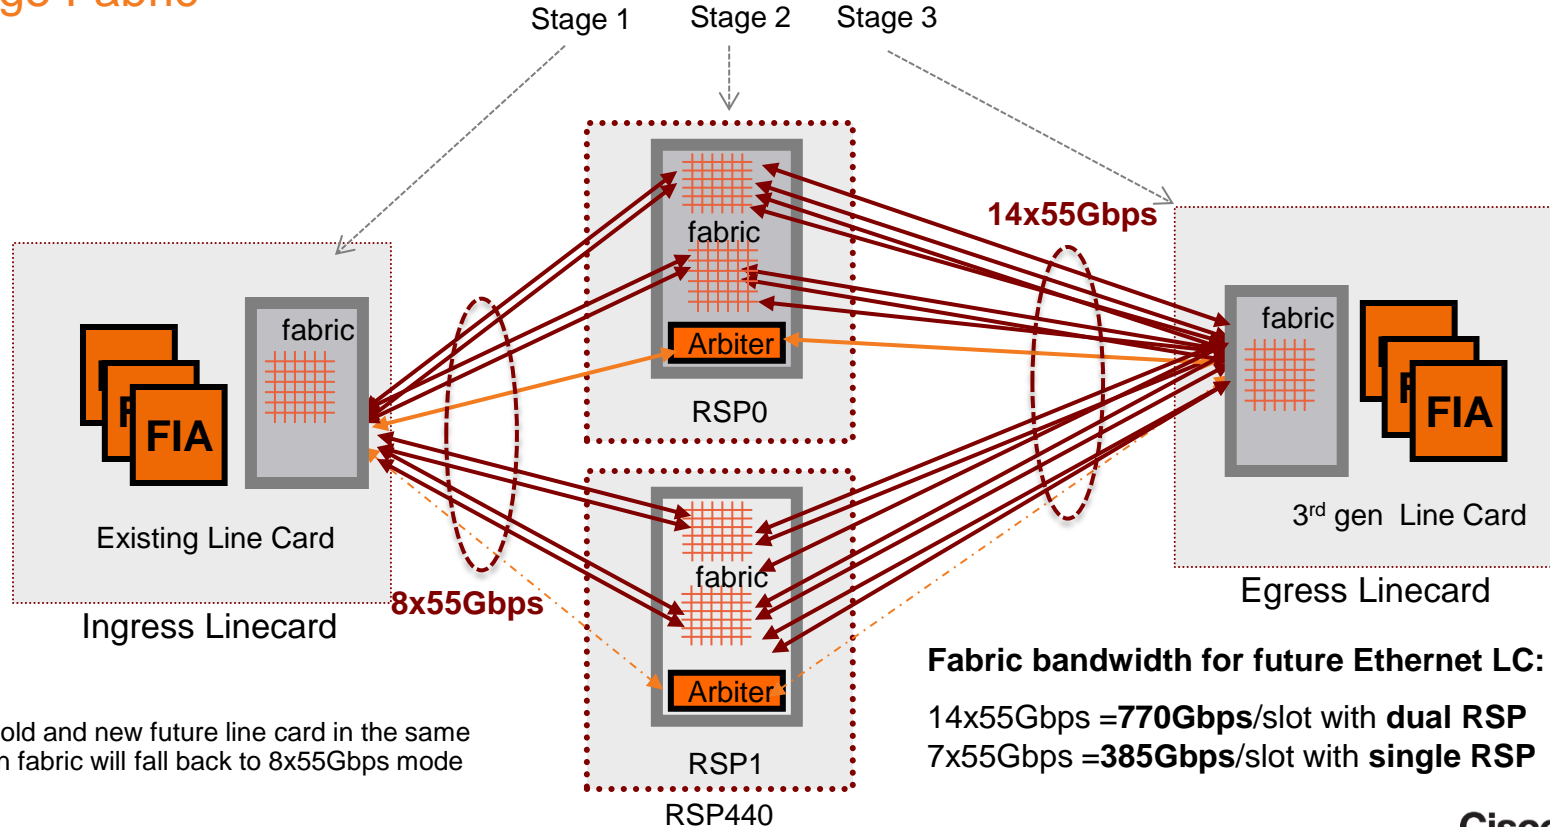 Fabric
Stage 1
Stage 2
Stage 3
14x55Gbps
fabric
fabric
Arbiter
RSP0
fabric
FIA
Existing Line Card
Ingress Linecard
8x55Gbps
fabric
Arbiter
RSP1
RSP440
fabric
FIA
3rd gen Line Card
Egress Linecard
Fabric bandwidth for future Ethernet LC:
14x55Gbps =770Gbps/slot with dual RSP
7x55Gbps =385Gbps/slot with single RSP
old and new future line card in the same
fabric will fall back to 8x55Gbps mode